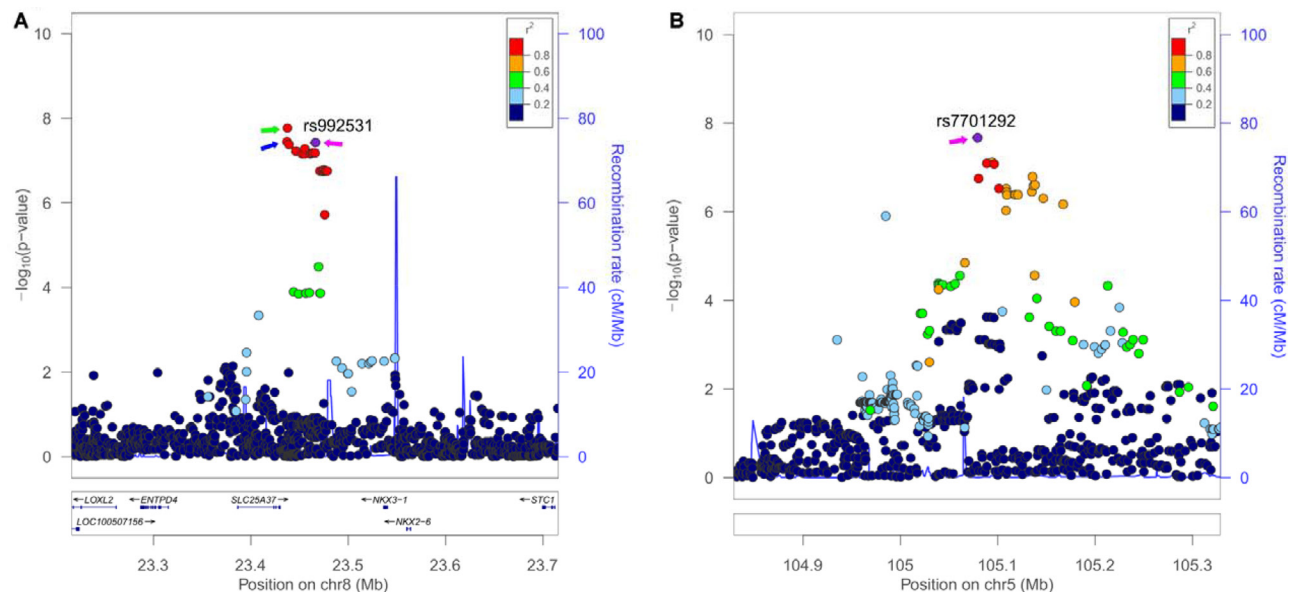 A
10
8
6
4
2
0
−log10(p−value)
r2
0.8
0.6
0.4
0.2
rs992531
100
80
60
40
20
0
Recombination rate (cM/Mb)
←LOXL2
←ENTPD4
SLC25A37→
←NKX3−1
←STC1
LOC100507156→
←NKX2−6
23.3
23.4
23.5
23.6
23.7
Position on chr8 (Mb)
B
10
8
6
4
2
0
−log10(p−value)
r2
0.8
0.6
0.4
0.2
rs7701292
100
80
60
40
20
0
Recombination rate (cM/Mb)
104.9
105
105.1
105.2
105.3
Position on chr5 (Mb)